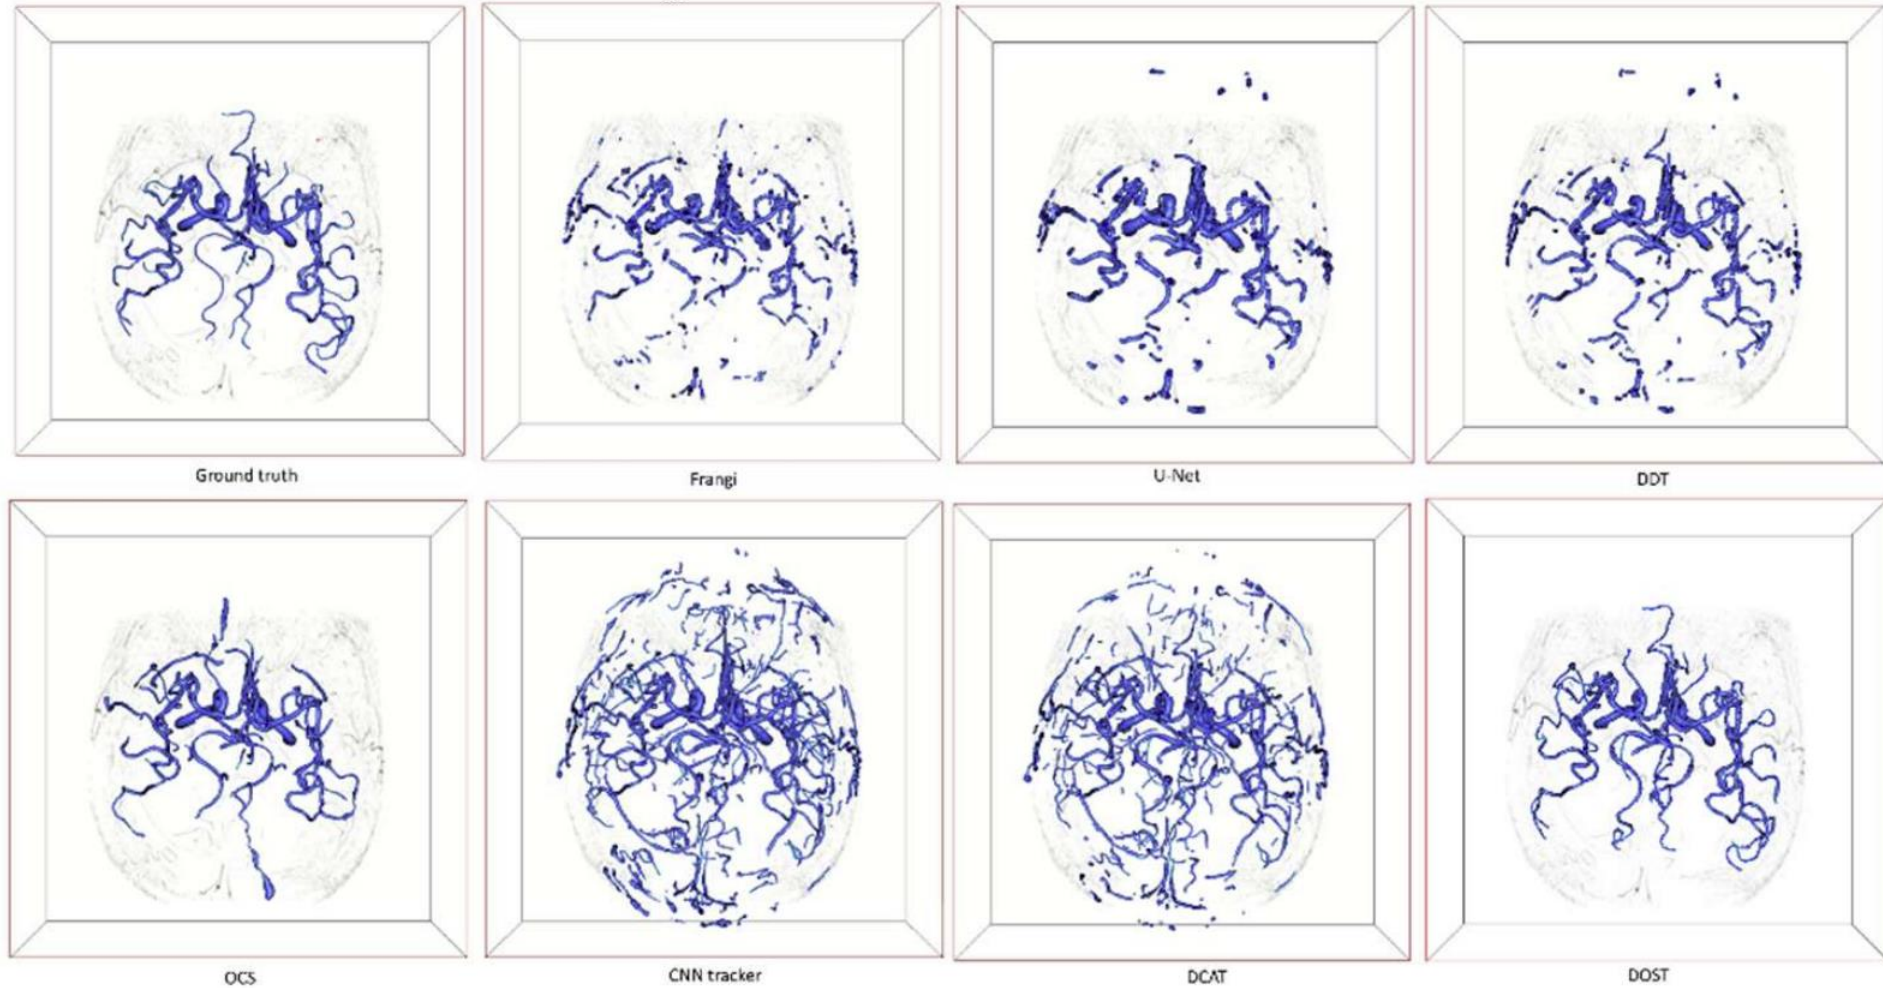 Ground truth
Frangi
U-Net
DDT
OCS
CNN tracker
DCAT
DOST